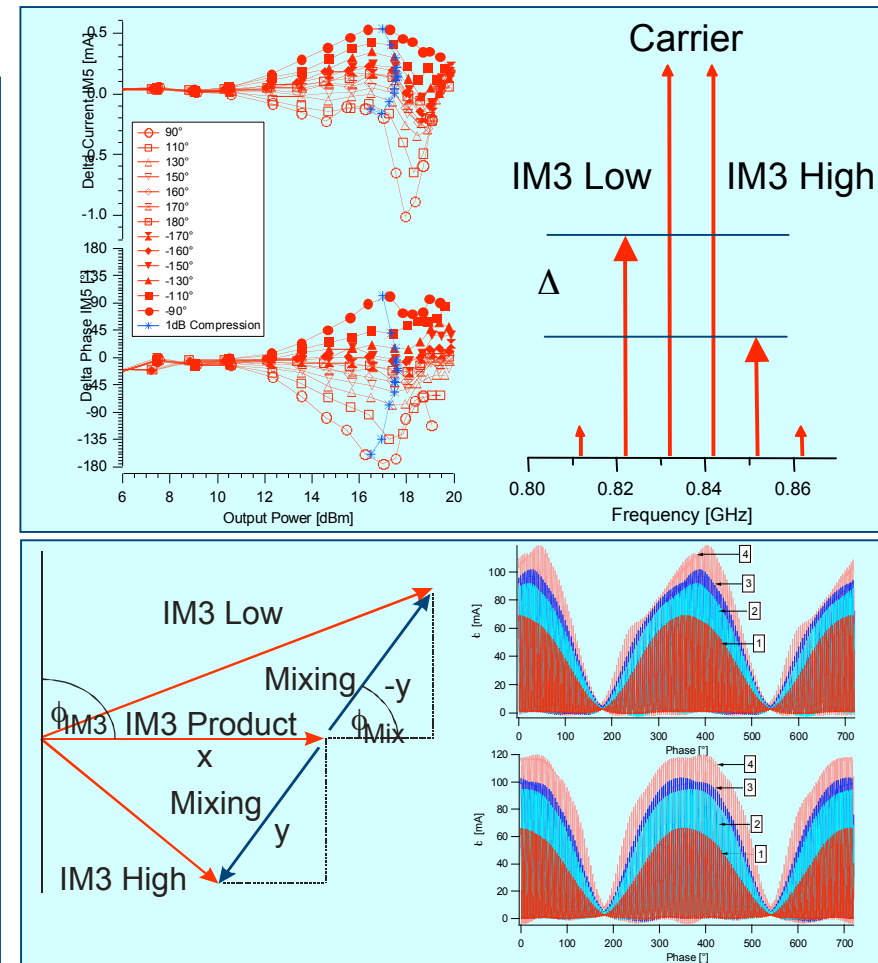 0.5
0.0
-0.5
-1.0
Delta Current IM5 [mA]
90°
110°
130°
150°
160°
170°
180°
-170°
-160°
-150°
-130°
-110°
-90°
1dB Compression
180
135
90
45
0
-45
-90
-135
-180
Delta Phase IM5 [°]
6 8 10 12 14 16 18 20
Output Power [dBm]
Carrier
IM3 Low
IM3 High
Δ
0.80 0.82 0.84 0.86
Frequency [GHz]
IM3 Low
Mixing
-y
ϕIM3
IM3 Product
ϕMix
x
Mixing
y
IM3 High
100
80
60
40
20
0
[mA]
4
3
2
1
0 100 200 300 400 500 600 700
Phase [°]
120
100
80
60
40
20
0
[mA]
4
3
2
1
0 100 200 300 400 500 600 700
Phase [°]